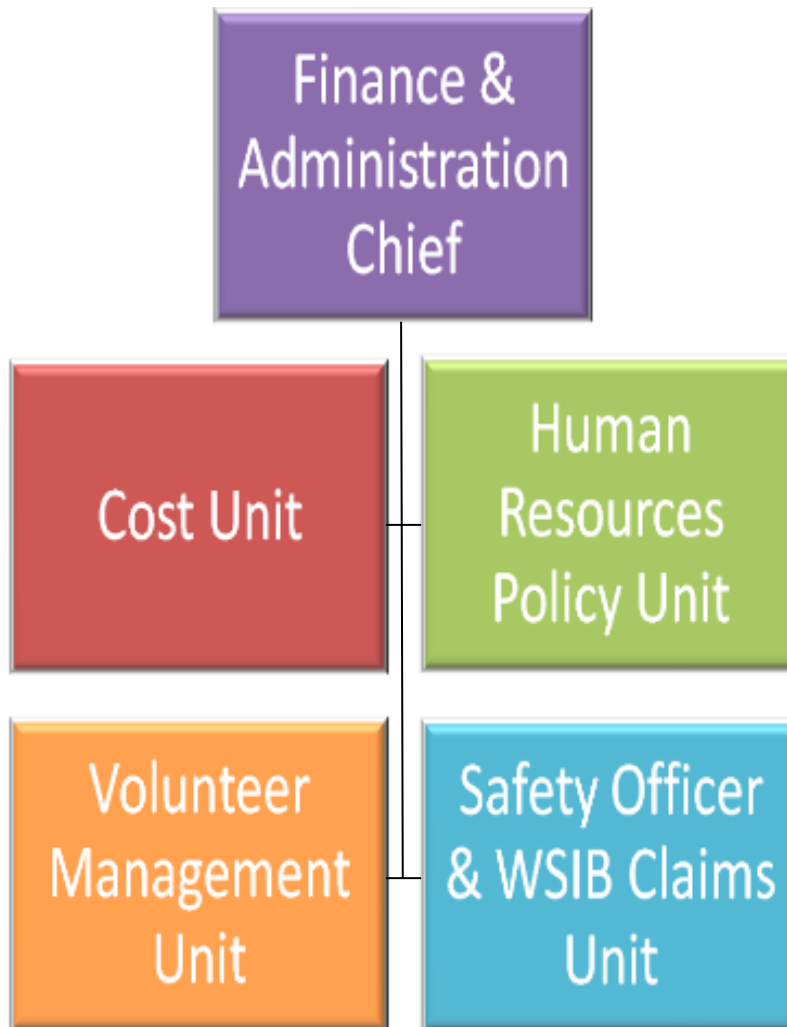 Finance &
Administration
Chief
Cost Unit
Human
Resources
Policy Unit
Volunteer
Management
Unit
Safety Officer
& WSIB Claims
Unit